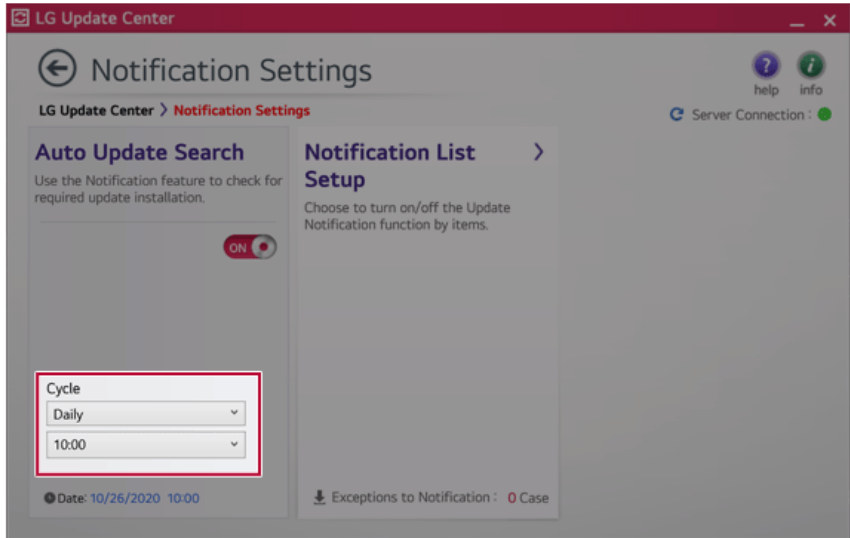 LG Update Center
Notification Settings
help
info
LG Update Center > Notification Settings
Server Connection :
Auto Update Search
Use the Notification feature to check for
required update installation.
ON
Cycle
Daily
10:00
Date: 10/26/2020 10:00
Notification List
Setup
Choose to turn on/off the Update
Notification function by items.
Exceptions to Notification : 0 Case